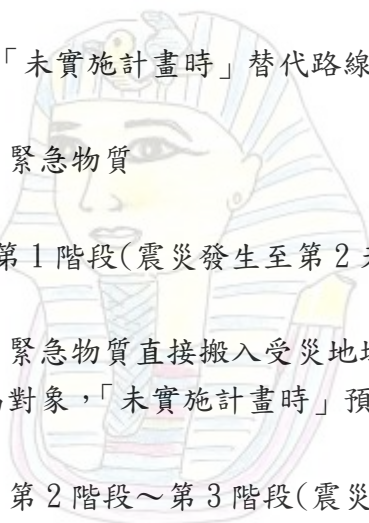 「未實施計畫時」替代路線
緊急物質
第 1 階段(震災發生至第 2 天
緊急物質直接搬入受災地
對象，「未實施計畫時」預
第 2 階段～第 3 階段(震災